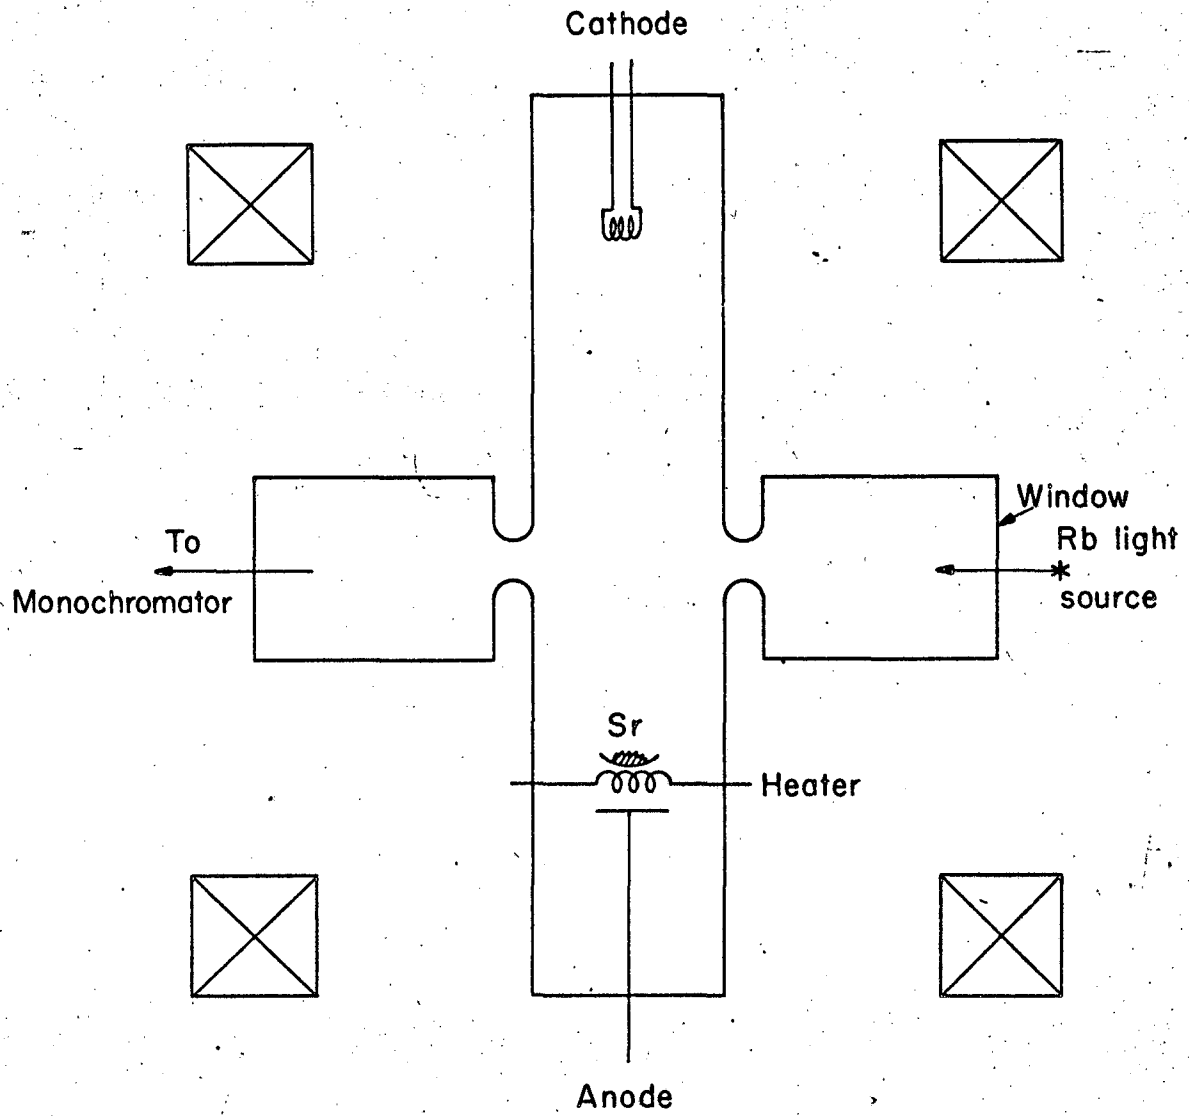 Cathode
Window
Rb light
source
To
Monochromator
Sr
Heater
Anode